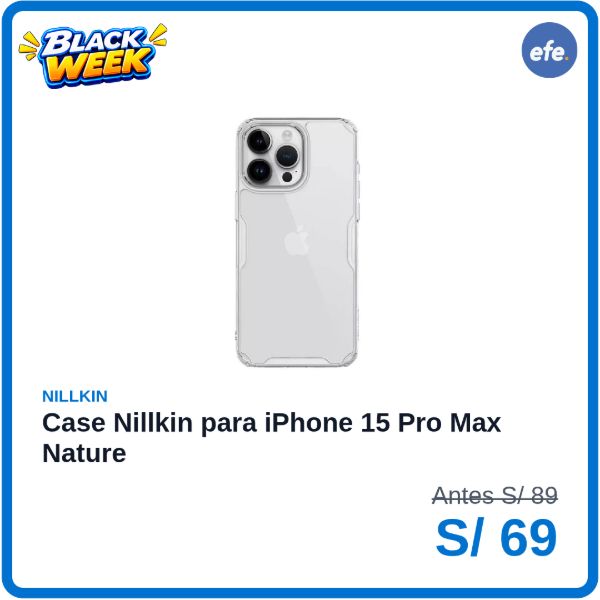 BLACK
WEEK
efe.
NILLKIN
Case Nillkin para iPhone 15 Pro Max
Nature
Antes S/ 89
S/ 69